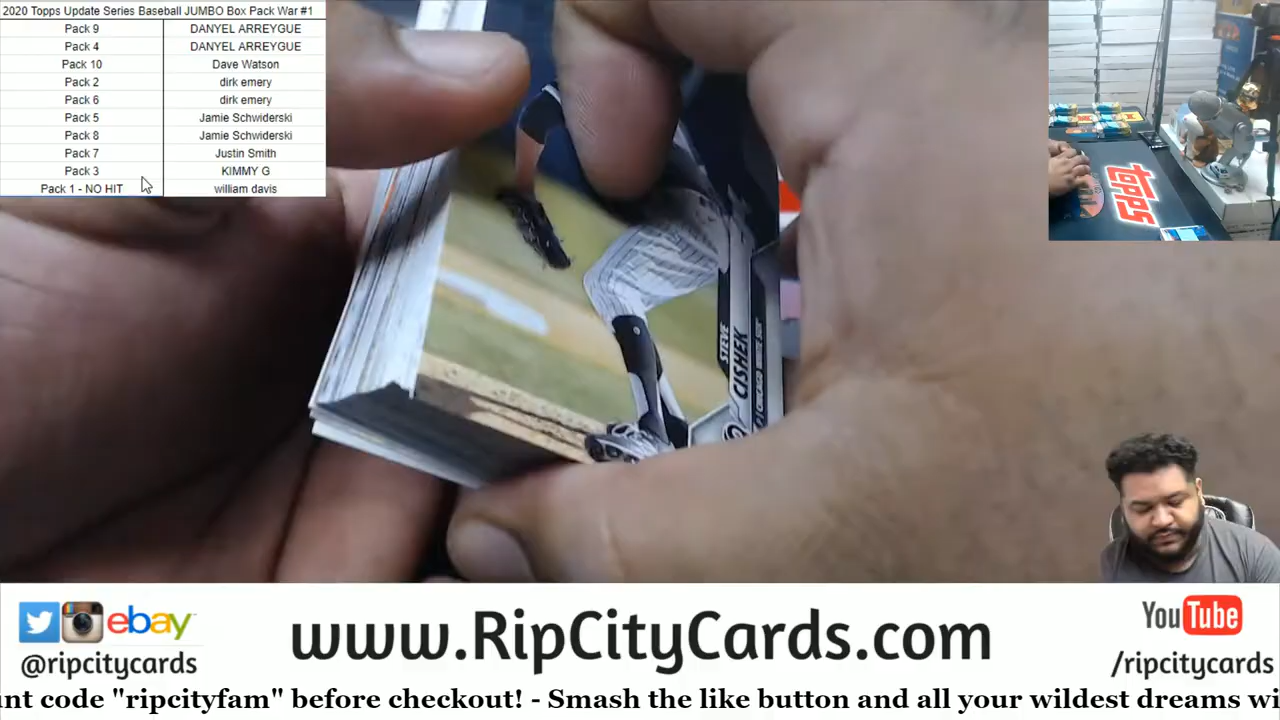 2020 Topps Update Series Baseball JUMBO Box Pack War #1
Pack 9 DANYEL ARREYGUE
Pack 4 DANYEL ARREYGUE
Pack 10 Dave Watson
Pack 2 dirk emery
Pack 6 dirk emery
Pack 5 Jamie Schwiderski
Pack 8 Jamie Schwiderski
Pack 7 Justin Smith
Pack 3 KIMMY G
Pack 1 - NO HIT william davis
topps
STEVE
CISHEK
CHICAGO WHITE SOX
ebay
@ripcitycards
www.RipCityCards.com
YouTube
/ripcitycards
nt code "ripcityfam" before checkout! - Smash the like button and all your wildest dreams wi